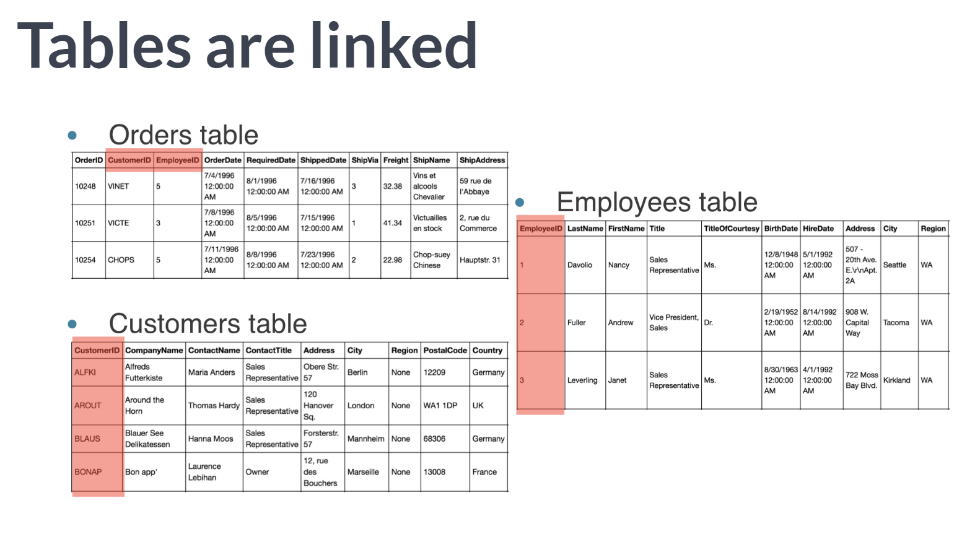 Tables are linked
• Orders table
OrderID CustomerID EmployeeID OrderDate RequiredDate ShippedDate ShipVia Freight ShipName ShipAddress
10248 VINET 5 7/4/1996 12:00:00 AM 8/1/1996 12:00:00 AM 7/16/1996 12:00:00 AM 3 32.38 Vins et alcools Chevalier 59 rue de l'Abbaye
10251 VICTE 3 7/8/1996 12:00:00 AM 8/5/1996 12:00:00 AM 7/15/1996 12:00:00 AM 1 41.34 Victuailles en stock 2, rue du Commerce
10254 CHOPS 5 7/11/1996 12:00:00 AM 8/8/1996 12:00:00 AM 7/23/1996 12:00:00 AM 2 22.98 Chop-suey Chinese Hauptstr. 31
• Customers table
CustomerID CompanyName ContactName ContactTitle Address City Region PostalCode Country
ALFKI Alfreds Futterkiste Maria Anders Sales Representative Obere Str. 57 Berlin None 12209 Germany
AROUT Around the Horn Thomas Hardy Sales Representative 120 Hanover Sq. London None WA1 1DP UK
BLAUS Blauer See Delikatessen Hanna Moos Sales Representative Forsterstr. 57 Mannheim None 68306 Germany
BONAP Bon app' Laurence Lebihan Owner 12, rue des Bouchers Marseille None 13008 France
• Employees table
EmployeeID LastName FirstName Title TitleOfCourtesy BirthDate HireDate Address City Region
1 Davolio Nancy Sales Representative Ms. 12/8/1948 12:00:00 AM 5/1/1992 12:00:00 AM 507 - 20th Ave. E.\r\nApt. 2A Seattle WA
2 Fuller Andrew Vice President, Sales Dr. 2/19/1952 12:00:00 AM 8/14/1992 12:00:00 AM 908 W. Capital Way Tacoma WA
3 Leverling Janet Sales Representative Ms. 8/30/1963 12:00:00 AM 4/1/1992 12:00:00 AM 722 Moss Bay Blvd. Kirkland WA